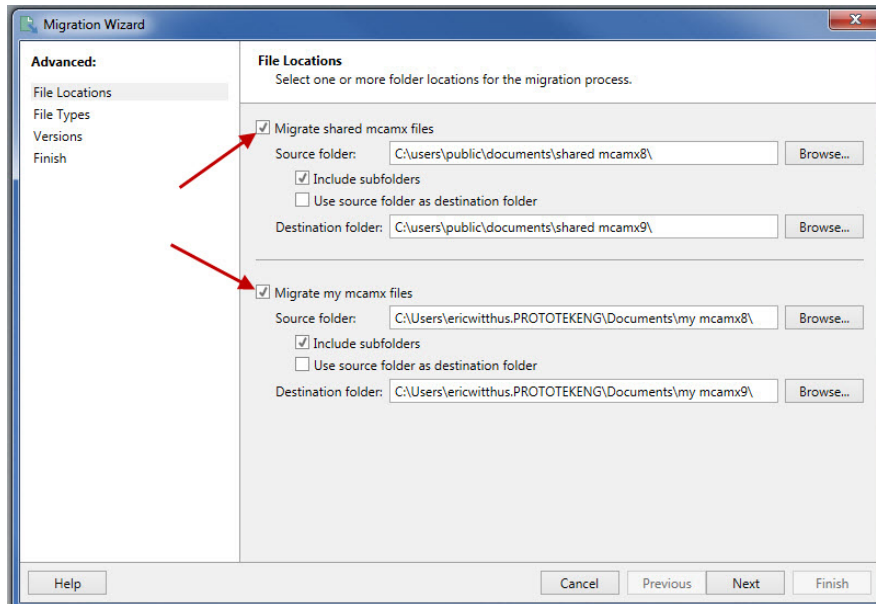 Migration Wizard
Advanced:
File Locations
File Types
Versions
Finish
File Locations
Select one or more folder locations for the migration process.
Migrate shared mcamx files
Source folder: C:\users\public\documents\shared mcamx8\ Browse...
Include subfolders
Use source folder as destination folder
Destination folder: C:\users\public\documents\shared mcamx9\ Browse...
Migrate my mcamx files
Source folder: C:\Users\ericwitthus.PROTOTEKENG\Documents\my mcamx8\ Browse...
Include subfolders
Use source folder as destination folder
Destination folder: C:\Users\ericwitthus.PROTOTEKENG\Documents\my mcamx9\ Browse...
Help Cancel Previous Next Finish